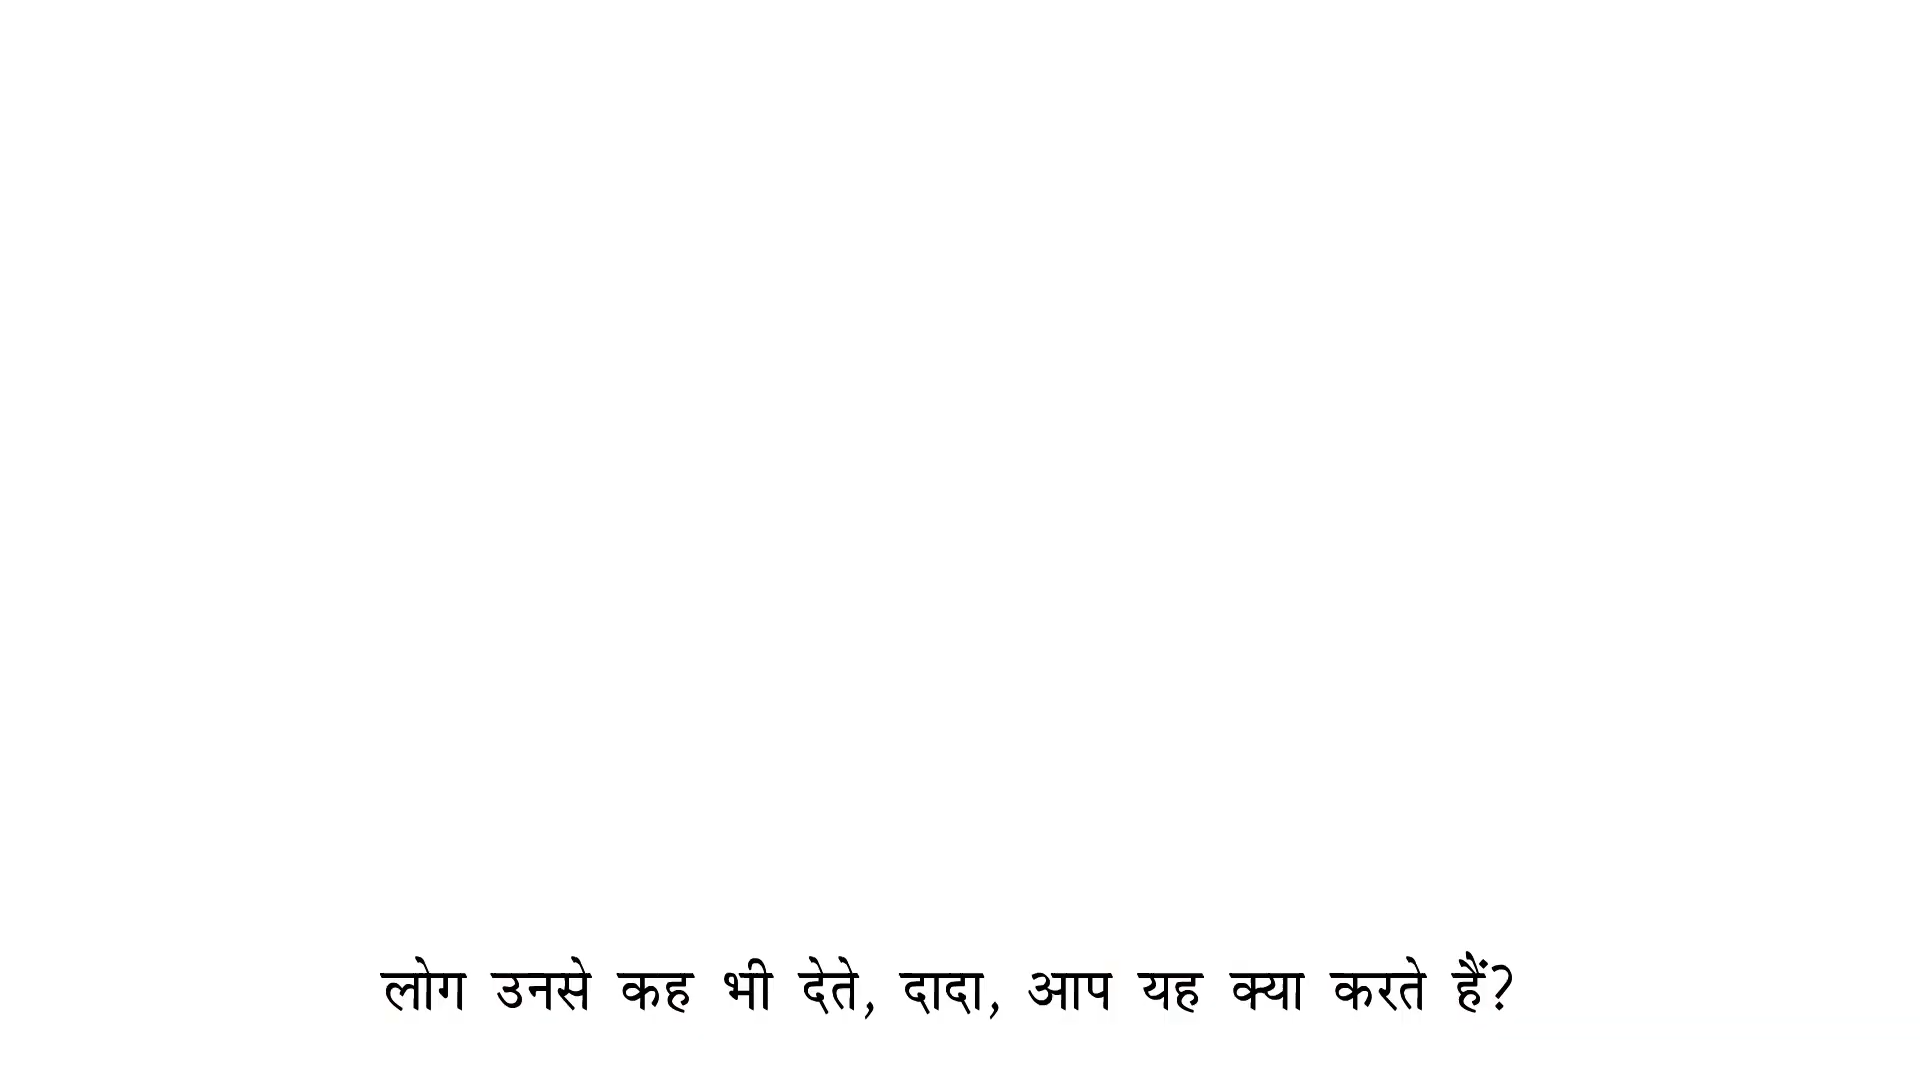 लोग उनसे कह भी देते, दादा, आप यह क्या करते हैं?